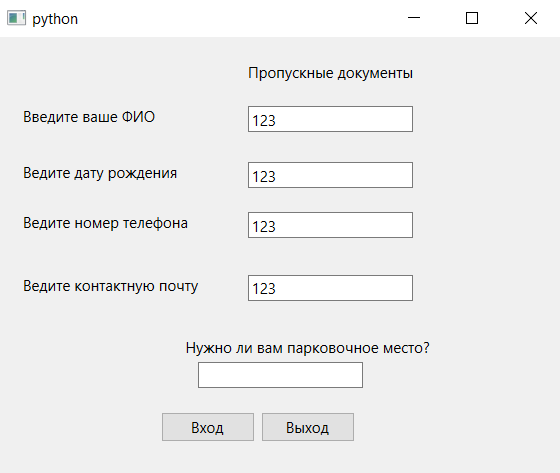 python
Пропускные документы
Введите ваше ФИО
123
Ведите дату рождения
123
Ведите номер телефона
123
Ведите контактную почту
123
Нужно ли вам парковочное место?
Вход
Выход